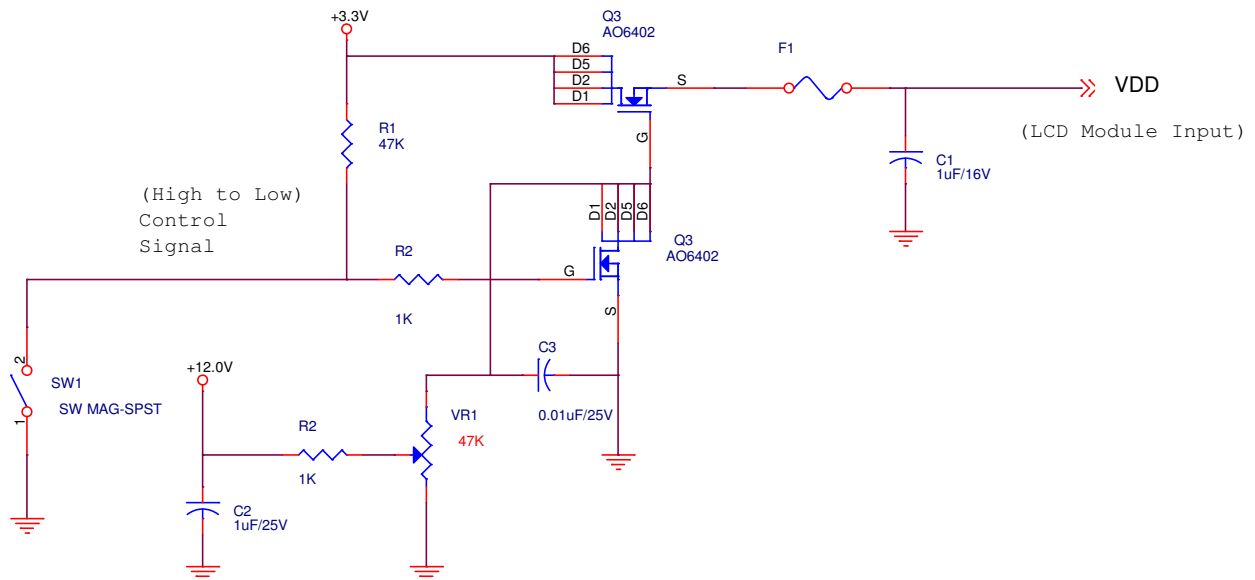 +3.3V
Q3
AO6402
D6
D5
D2
D1
S
G
F1
VDD
(LCD Module Input)
R1
47K
C1
1uF/16V
(High to Low)
Control
Signal
D1
D2
D5
D6
Q3
AO6402
R2
1K
G
S
2
1
SW1
SW MAG-SPST
+12.0V
C3
0.01uF/25V
VR1
47K
R2
1K
C2
1uF/25V